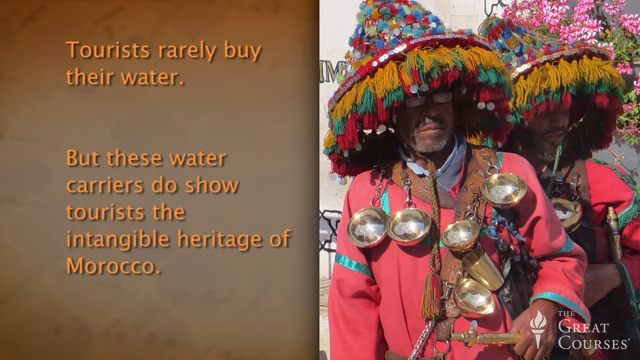 Tourists rarely buy
their water.
But these water
carriers do show
tourists the
intangible heritage of
Morocco.
THE
GREAT
COURSES®